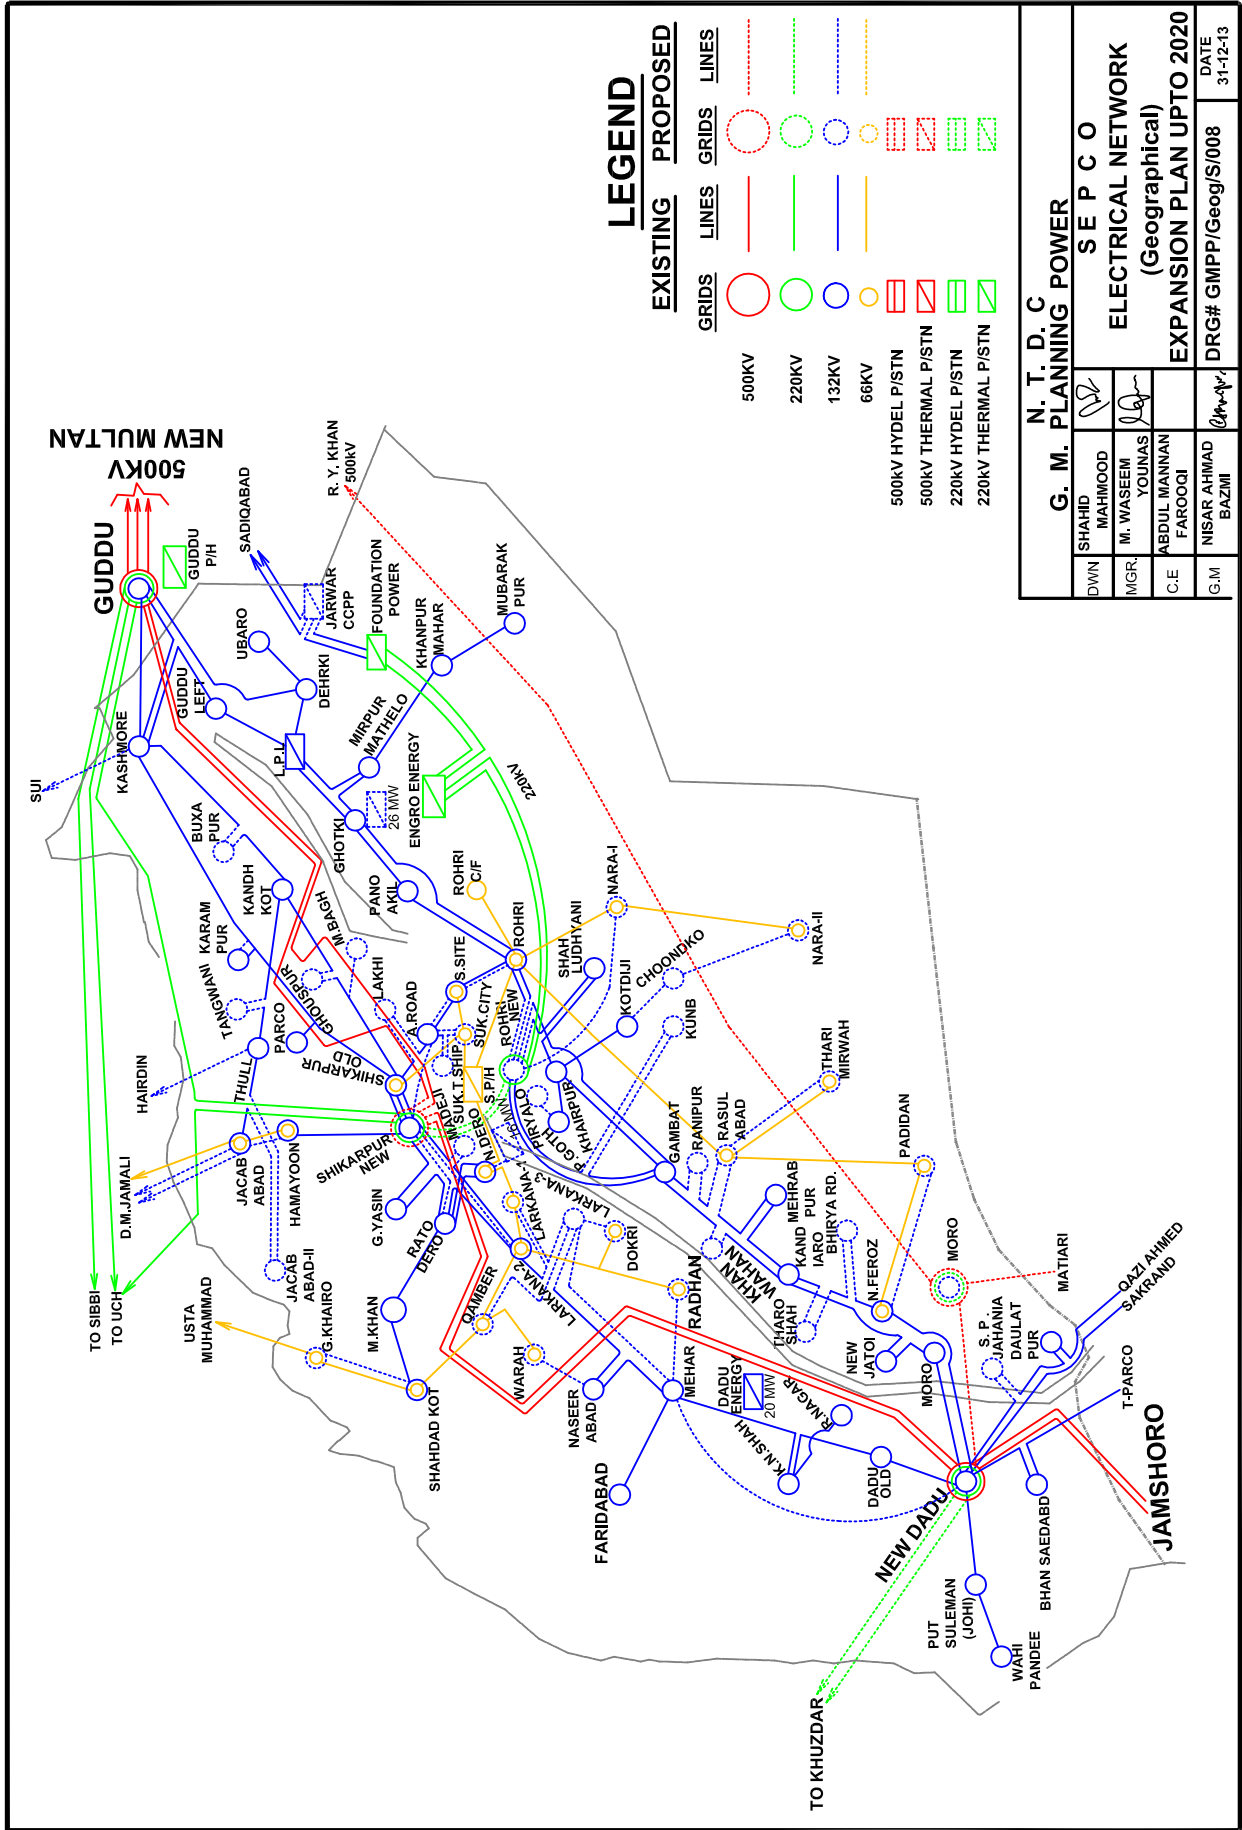 GUDDU
500KV
NEW MULTAN
GUDDU
P/H
SADIQABAD
R. Y. KHAN
500kV
JARWAR
CCPP
FOUNDATION
POWER
UBARO
DEHRKI
GUDDU
LEFT
KHANPUR
MAHAR
MUBARAK
PUR
KASHMORE
SUI
L.P.L
MIRPUR
MATHELO
ENGRO ENERGY
220kV
26 MW
GHOTKI
BUXA
PUR
KANDH
KOT
KARAM
PUR
PANO
AKIL
ROHRI
C/F
ROHRI
M.BAGH
LAKHI
TANGWANI
GHOUSPUR
PARCO
SHIKARPUR
OLD
A.ROAD
S.SITE
SUK.CITY
ROHRI
NEW
SHAH
LUDHYANI
NARA-I
NARA-II
CHOONDKO
KOTDIJI
KUNB
HAIRDIN
THULL
MADEJI
SUK.T.SHIP
S.P/H
N.DERO
PIRYALO
P.GOTH
KHAIRPUR
THARI
MIRWAH
GAMBAT
RANIPUR
RASUL
ABAD
PADIDAN
SHIKARPUR
NEW
D.M.JAMALI
JACAB
ABAD
HAMAYOON
G.YASIN
RATO
DERO
LARKANA-1
LARKANA-3
LARKANA-2
DOKRI
RADHAN
KHAN
WAHAN
KAND
IARO
MEHRAB
PUR
BHIRYA RD.
N.FEROZ
MORO
MATIARI
QAZI AHMED
SAKRAND
TO SIBBI
TO UCH
JACAB
ABAD-II
USTA
MUHAMMAD
G.KHAIRO
M.KHAN
QAMBER
SHAHDAD KOT
WARAH
NASEER
ABAD
MEHAR
THARO
SHAH
NEW
JATOI
MORO
S. P.
JAHANIA
DAULAT
PUR
T-PARCO
DADU
ENERGY
20 MW
R.NAGAR
K.N.SHAH
FARIDABAD
DADU
OLD
NEW DADU
JAMSHORO
BHAN SAEDABD
PUT
SULEMAN
(JOHI)
WAHI
PANDEE
TO KHUZDAR
LEGEND
EXISTING PROPOSED
GRIDS LINES GRIDS LINES
500KV
220KV
132KV
66KV
500kV HYDEL P/STN
500kV THERMAL P/STN
220kV HYDEL P/STN
220kV THERMAL P/STN
N. T. D. C
G. M. PLANNING POWER
DWN SHAHID
MAHMOOD
MGR. M. WASEEM
YOUNAS
C.E ABDUL MANNAN
FAROOQI
G.M NISAR AHMAD
BAZMI
S E P C O
ELECTRICAL NETWORK
(Geographical)
EXPANSION PLAN UPTO 2020
DRG# GMPP/Geog/S/008
DATE
31-12-13